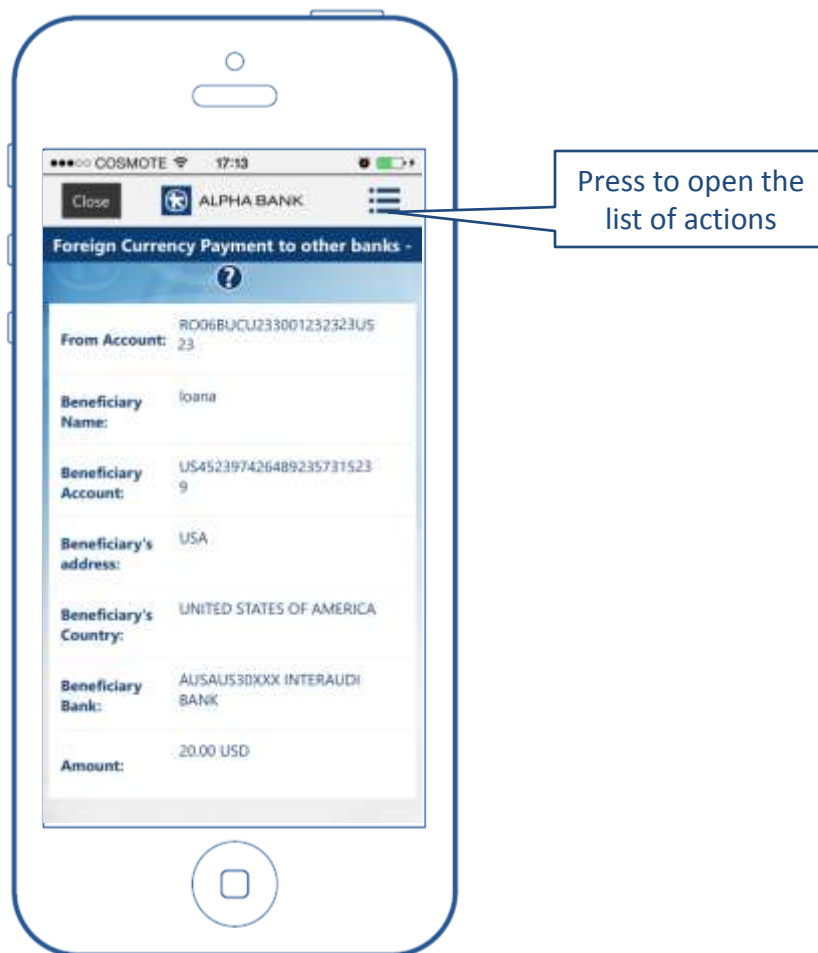 COSMOTE 17:13
Close ALPHA BANK
Press to open the
list of actions
Foreign Currency Payment to other banks -
?
From Account: RO06BUCU233001232323US
23
Beneficiary
Name: Ioana
Beneficiary
Account: US452397426489235731523
9
Beneficiary's
address: USA
Beneficiary's
Country: UNITED STATES OF AMERICA
Beneficiary
Bank: AUSAUS30XXX INTERAUDI
BANK
Amount: 20.00 USD